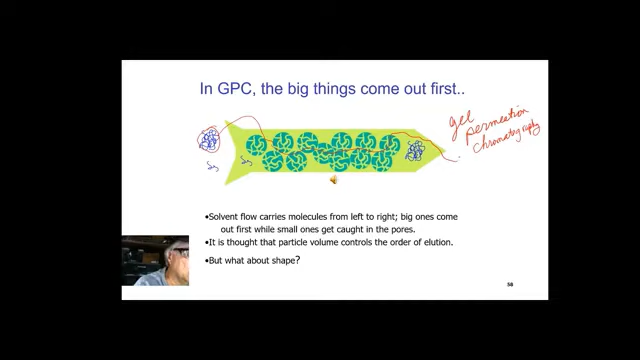 In GPC, the big things come out first..
gel
permeation
chromatography
•Solvent flow carries molecules from left to right; big ones come
out first while small ones get caught in the pores.
•It is thought that particle volume controls the order of elution.
•But what about shape?
58